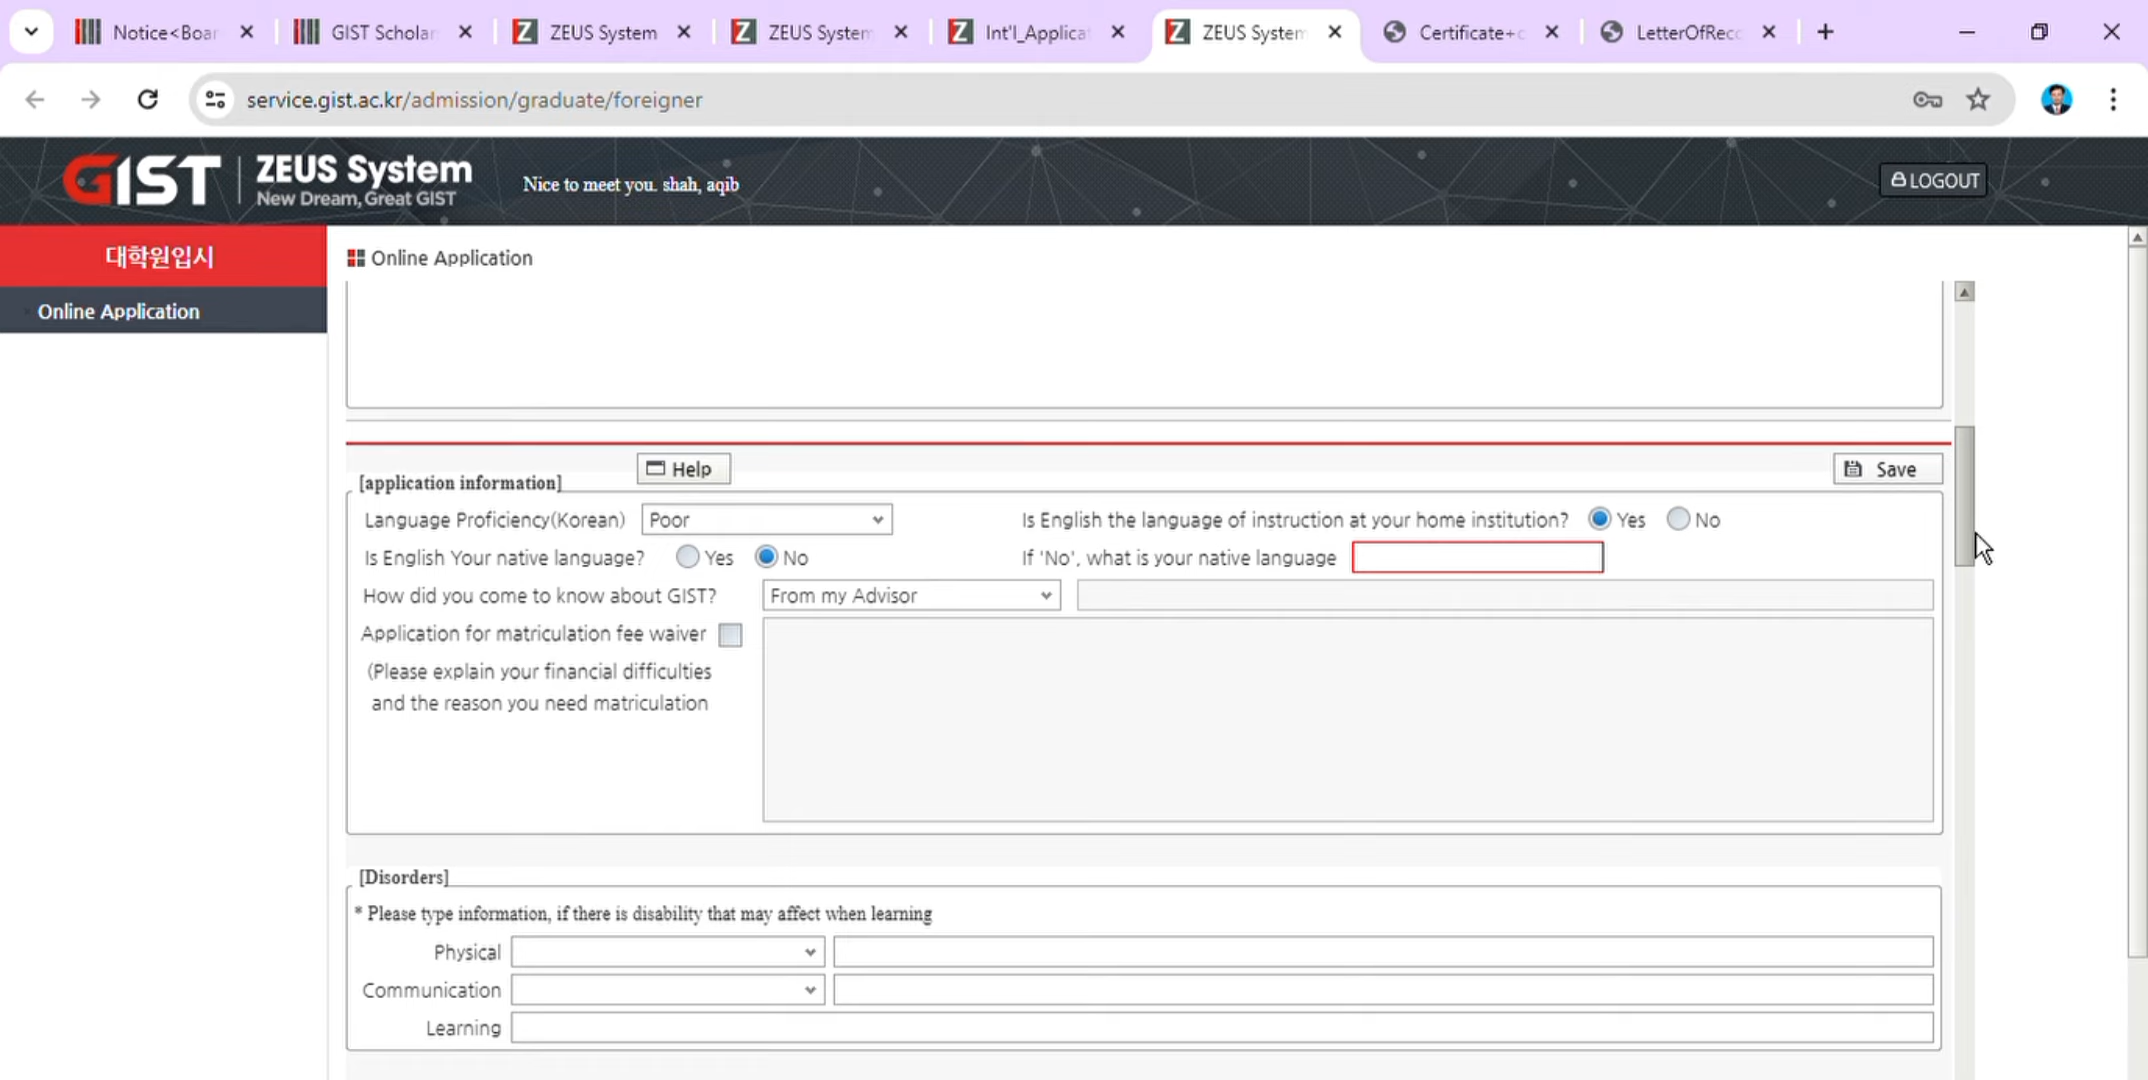 Notice<Boar
GIST Scholar
ZEUS System
ZEUS System
Int'l_Applica
ZEUS System
Certificate+c
LetterOfReco
service.gist.ac.kr/admission/graduate/foreigner
GIST
ZEUS System
New Dream, Great GIST
Nice to meet you. shah, aqib
LOGOUT
대학원입시
Online Application
Online Application
Help
Save
[application information]
Language Proficiency(Korean) Poor Is English the language of instruction at your home institution? Yes No
Is English Your native language? Yes No If 'No', what is your native language
How did you come to know about GIST? From my Advisor
Application for matriculation fee waiver
(Please explain your financial difficulties
and the reason you need matriculation
[Disorders]
* Please type information, if there is disability that may affect when learning
Physical
Communication
Learning